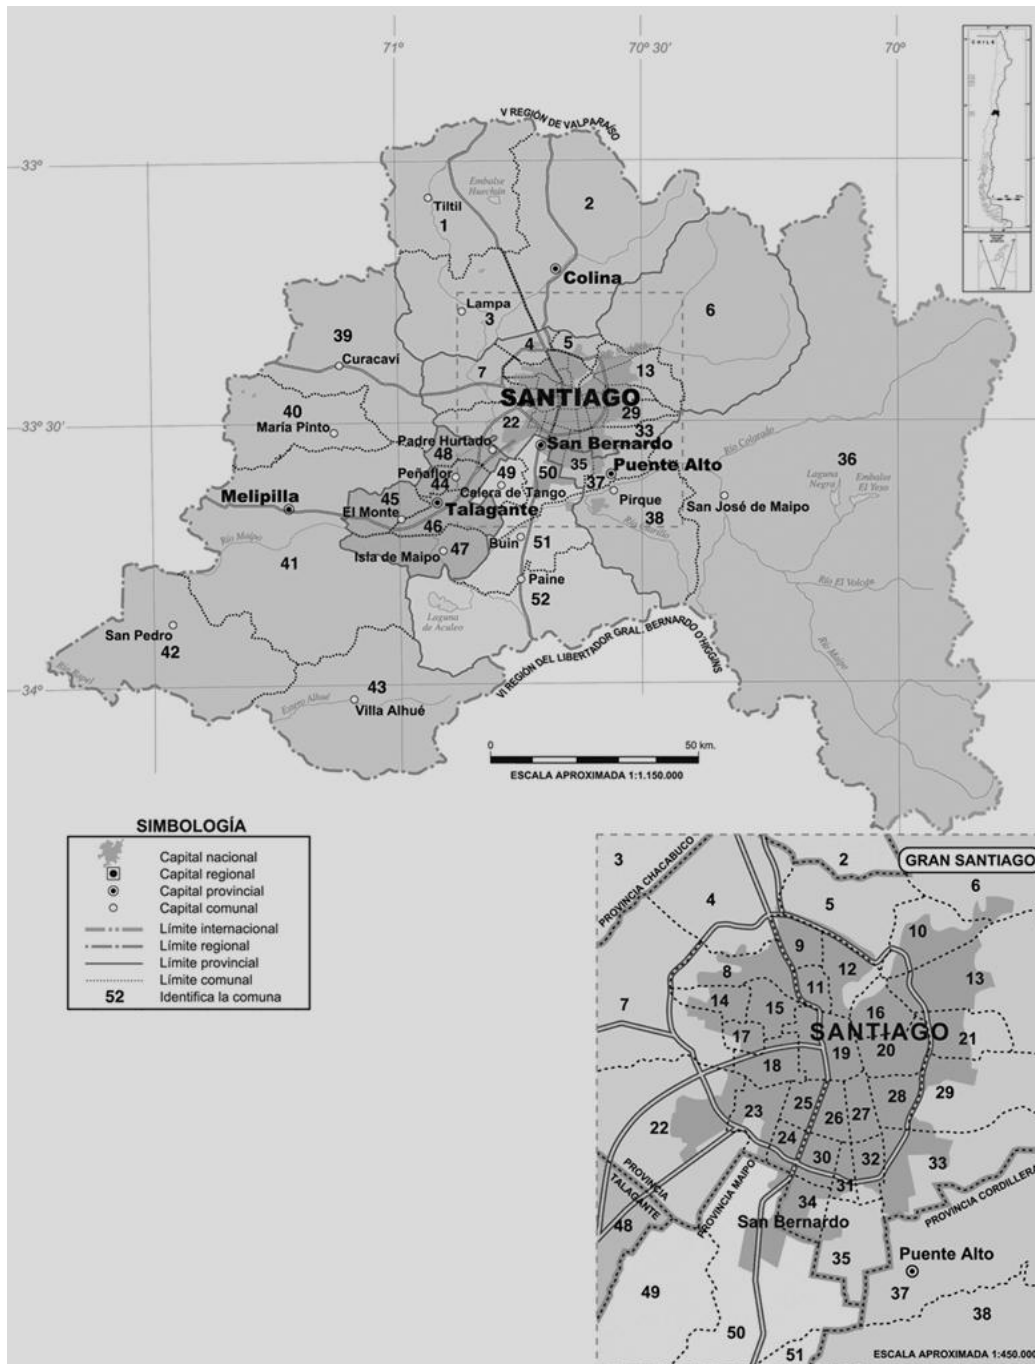 71º
70º 30'
70º
CHILE
V REGIÓN DE VALPARAÍSO
33º
Embalse
Huechún
2
Tiltil
1
Colina
Lampa
3
6
39
4
5
Curacaví
7
13
SANTIAGO
40
María Pinto
33º 30'
22
29
33
Padre Hurtado
48
San Bernardo
Río Colorado
36
Peñaflor
44
49
50
35
Puente Alto
37
Laguna
Negra
Embalse
El Yeso
Melipilla
45
Calera de Tango
Pirque
San José de Maipo
El Monte
Talagante
46
38
Río Maipo
Buin
51
Isla de Maipo
47
41
Paine
52
Río El Volcán
Laguna
de Aculeo
San Pedro
42
VI REGIÓN DEL LIBERTADOR GRAL. BERNARDO O'HIGGINS
Río Maipo
Río Rapel
34º
43
Estero Alhué
Villa Alhué
0
50 km.
ESCALA APROXIMADA 1:1.150.000
SIMBOLOGÍA
Capital nacional
Capital regional
Capital provincial
Capital comunal
Límite internacional
Límite regional
Límite provincial
Límite comunal
52 Identifica la comuna
GRAN SANTIAGO
3
PROVINCIA CHACABUCO
2
6
4
5
10
9
8
12
13
11
7
14
15
16
17
SANTIAGO
19
20
21
18
28
29
23
25
26
27
22
24
30
32
33
31
PROVINCIA
TALAGANTE
PROVINCIA MAIPO
34
PROVINCIA CORDILLERA
48
San Bernardo
35
Puente Alto
49
37
38
50
51
ESCALA APROXIMADA 1:450.000